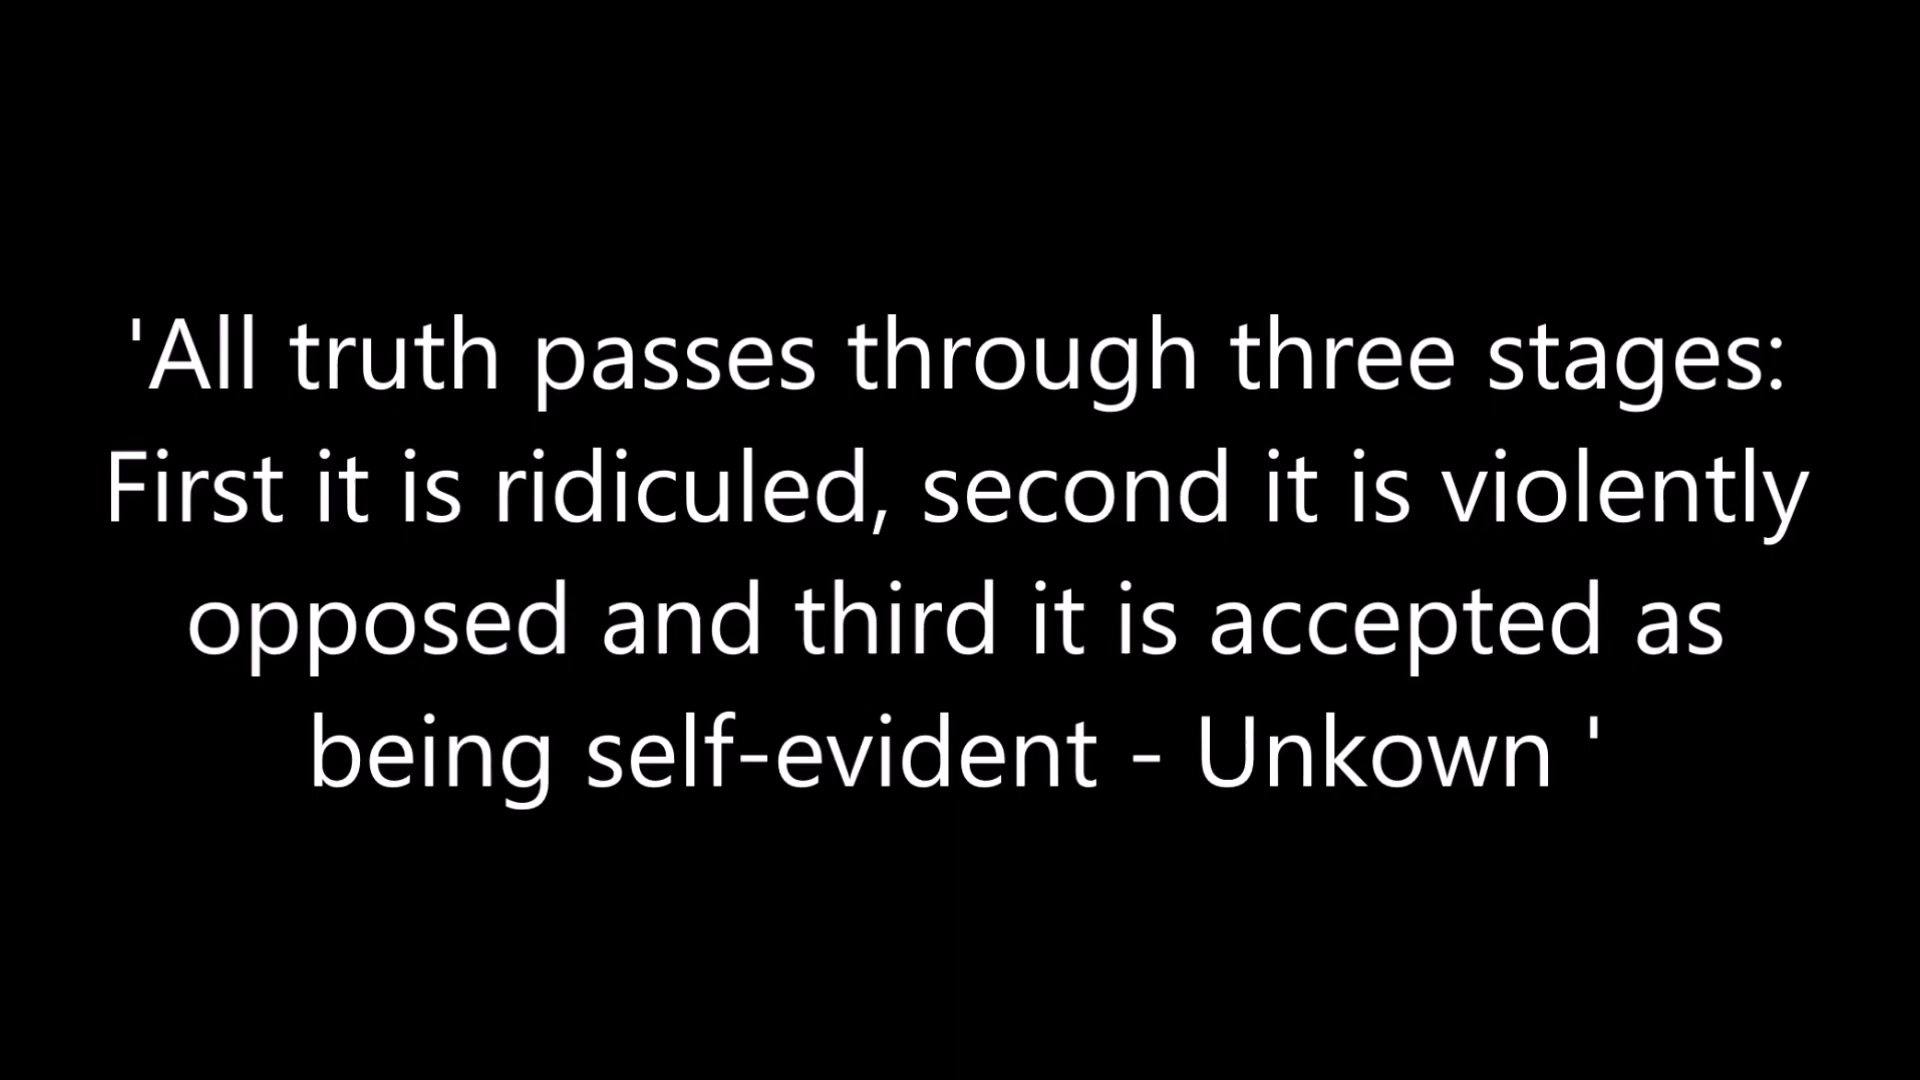 'All truth passes through three stages:
First it is ridiculed, second it is violently
opposed and third it is accepted as
being self-evident - Unkown '